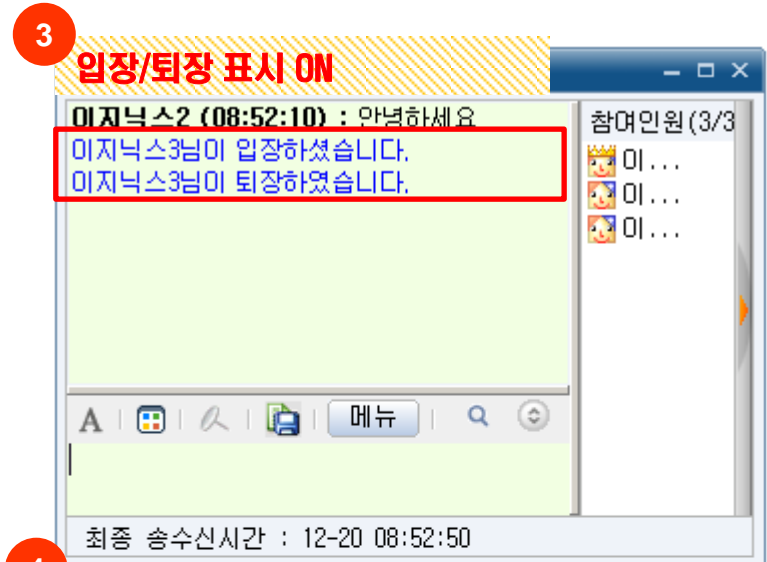 3
입장/퇴장 표시 ON
이지닉스2 (08:52:10) : 안녕하세요
이지닉스3님이 입장하셨습니다.
이지닉스3님이 퇴장하였습니다.
참여인원(3/3
이...
이...
이...
A
메뉴
최종 송수신시간 : 12-20 08:52:50